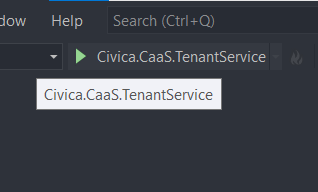 dow Help Search (Ctrl+Q)
Civica.CaaS.TenantService
Civica.CaaS.TenantService